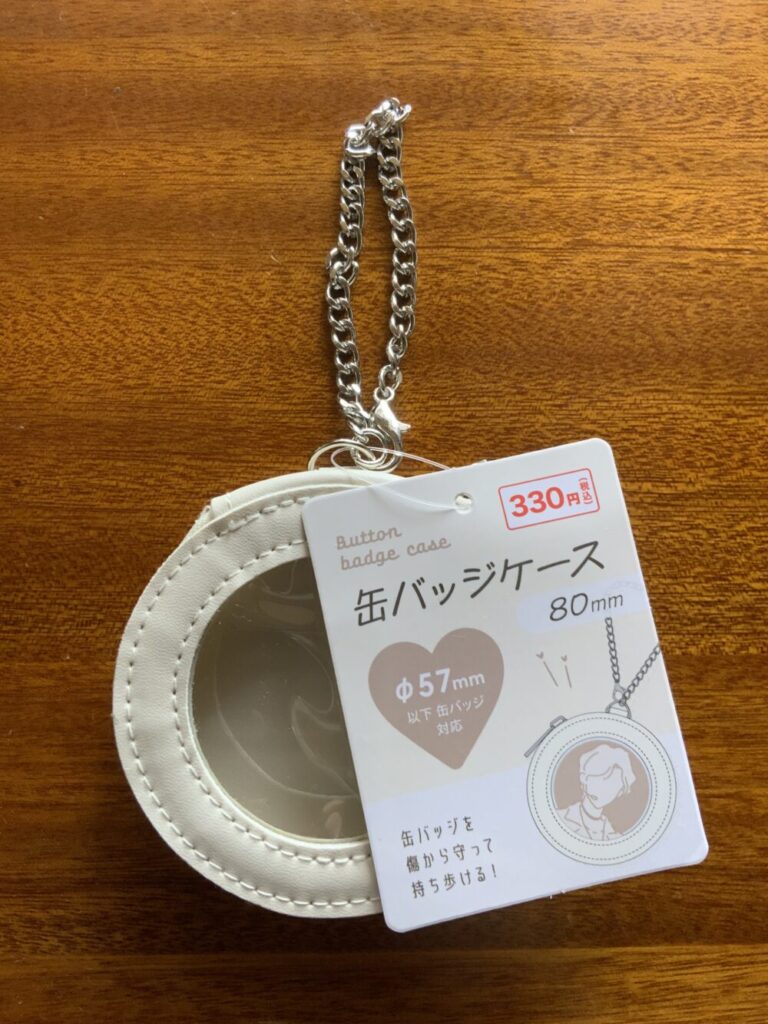 330円(税込)
Button
badge case
缶バッジケース
80mm
φ57mm
以下 缶バッジ
対応
缶バッジを
傷から守って
持ち歩ける!